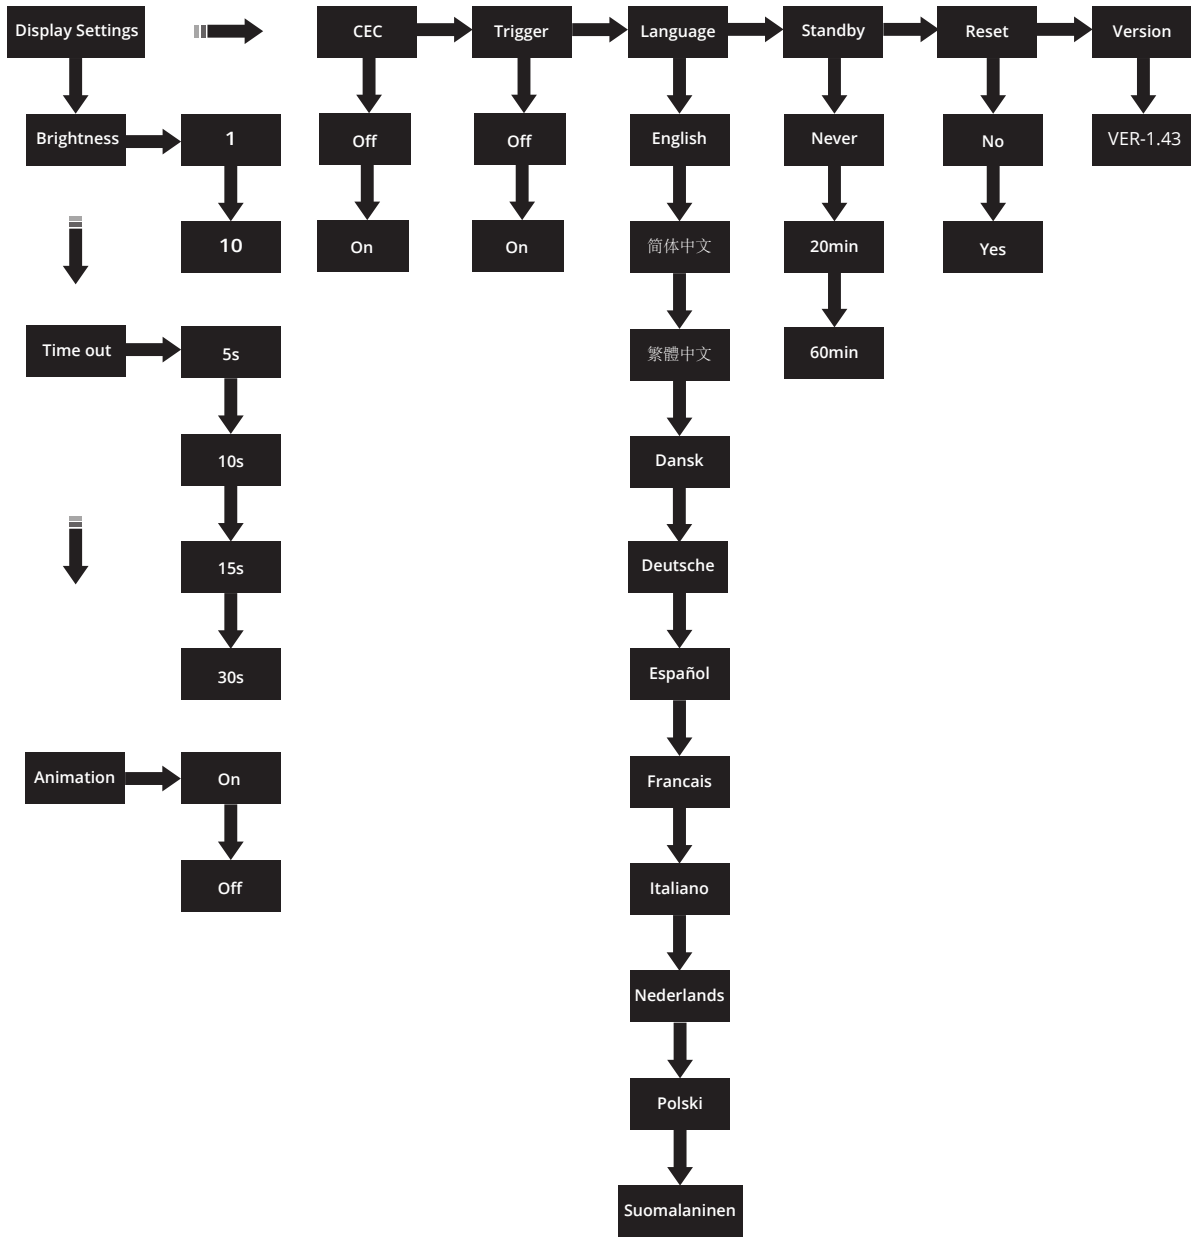 Display Settings
CEC
Trigger
Language
Standby
Reset
Version
Brightness
1
Off
Off
English
Never
No
VER-1.43
10
On
On
简体中文
20min
Yes
Time out
5s
繁體中文
60min
10s
Dansk
15s
Deutsche
30s
Español
Animation
On
Francais
Off
Italiano
Nederlands
Polski
Suomalaninen